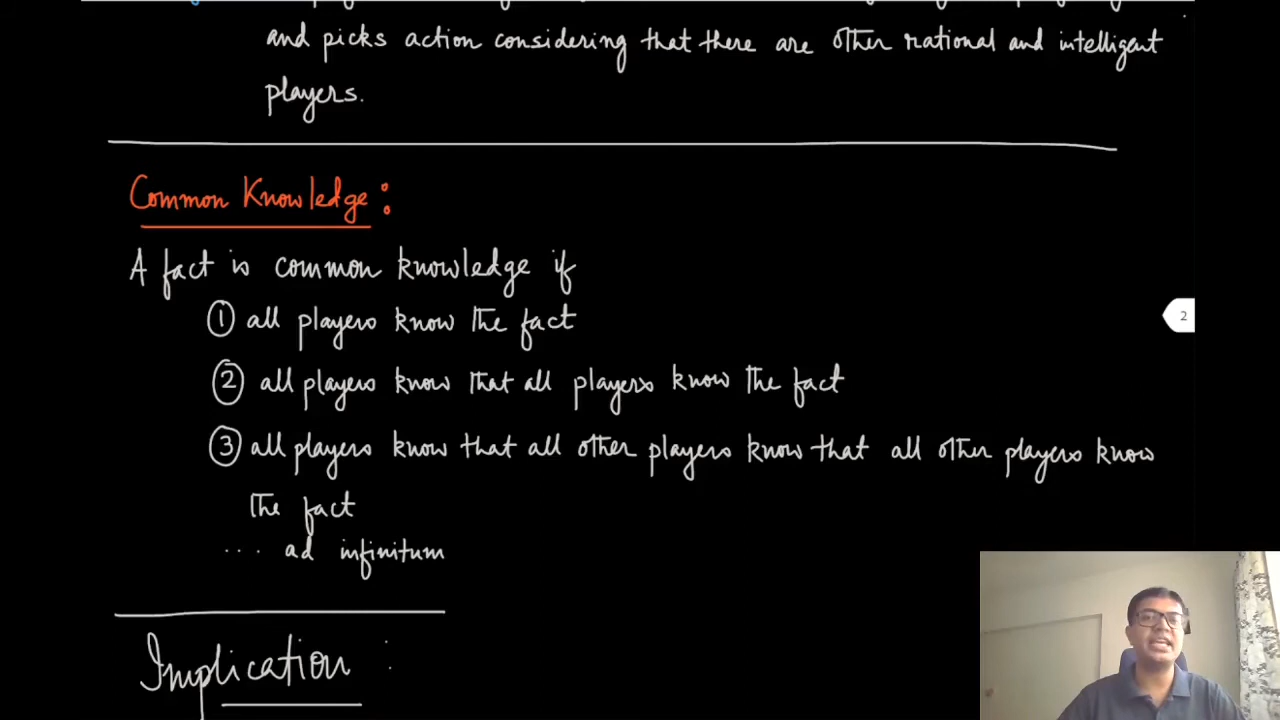 and picks action considering that there are other rational and intelligent
players.
Common Knowledge:
A fact is common knowledge if
① all players know the fact
② all players know that all players know the fact
③ all players know that all other players know that all other players know
the fact
... ad infinitum
Implication :
2